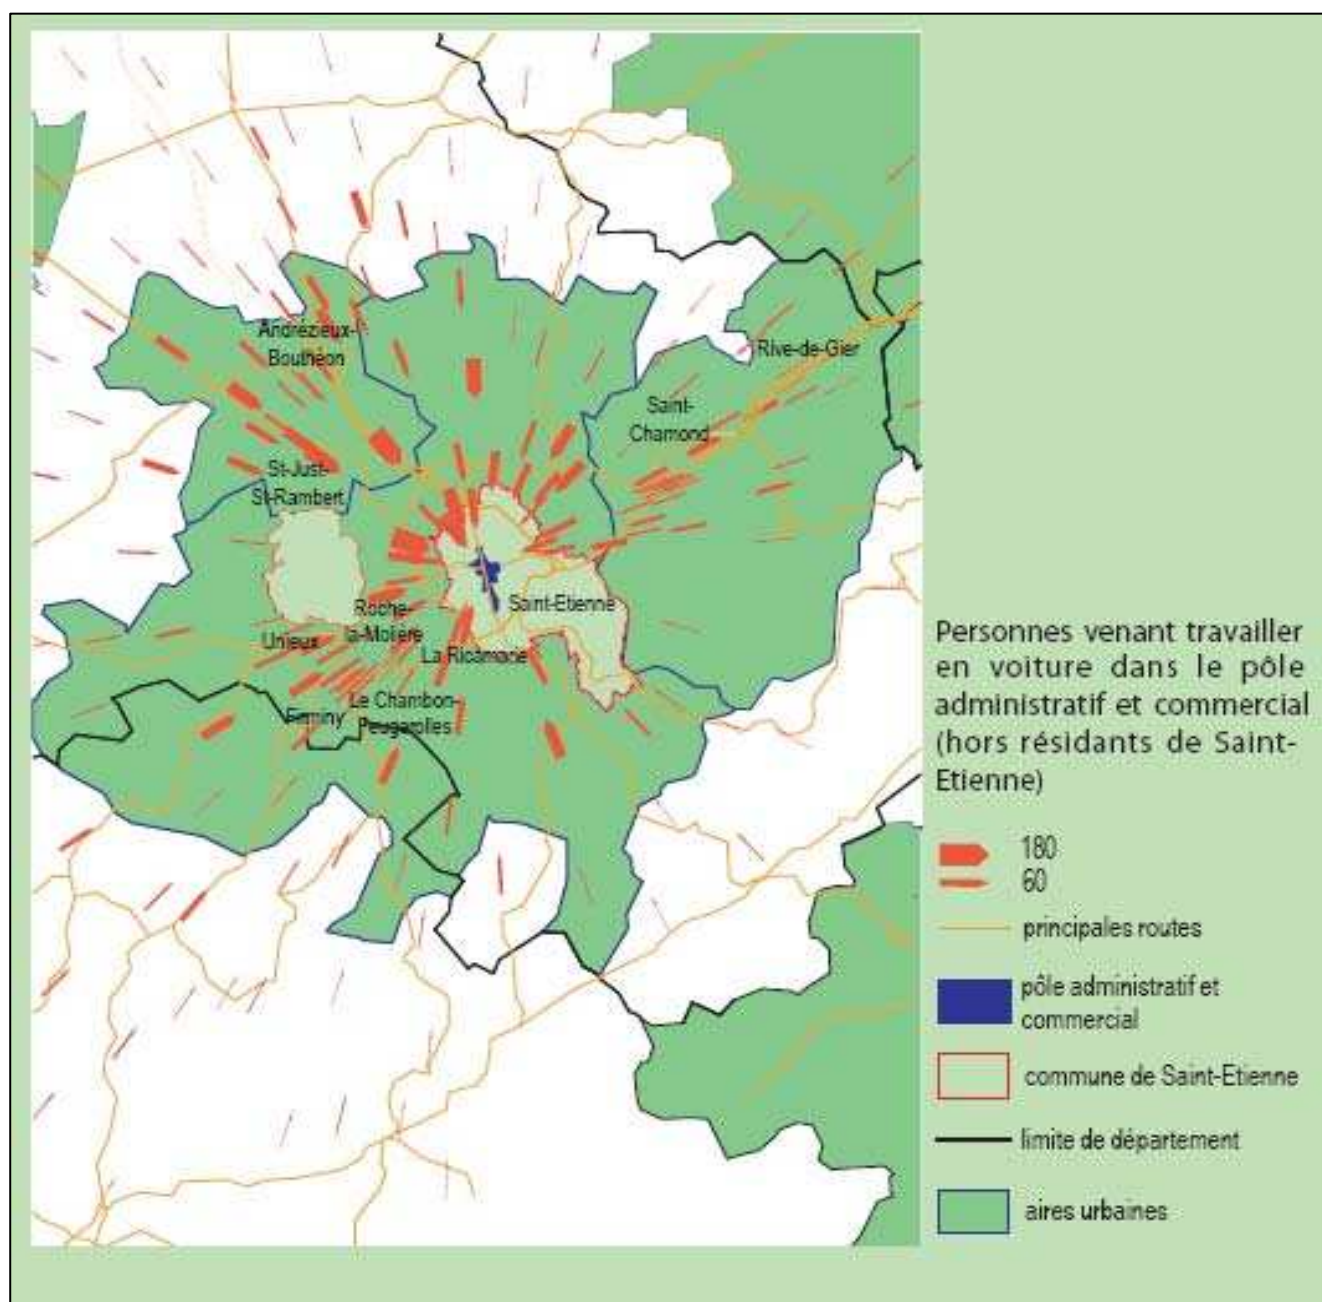 Andrézieux-
Bouthéon
Rive-de-Gier
Saint-
Chamond
St-Just-
St-Rambert
Saint-Etienne
Roche-
la-Molière
Unieux
La Ricamarie
Le Chambon-
Feugerolles
Firminy
Personnes venant travailler
en voiture dans le pôle
administratif et commercial
(hors résidants de Saint-
Etienne)
180
60
principales routes
pôle administratif et
commercial
commune de Saint-Etienne
limite de département
aires urbaines